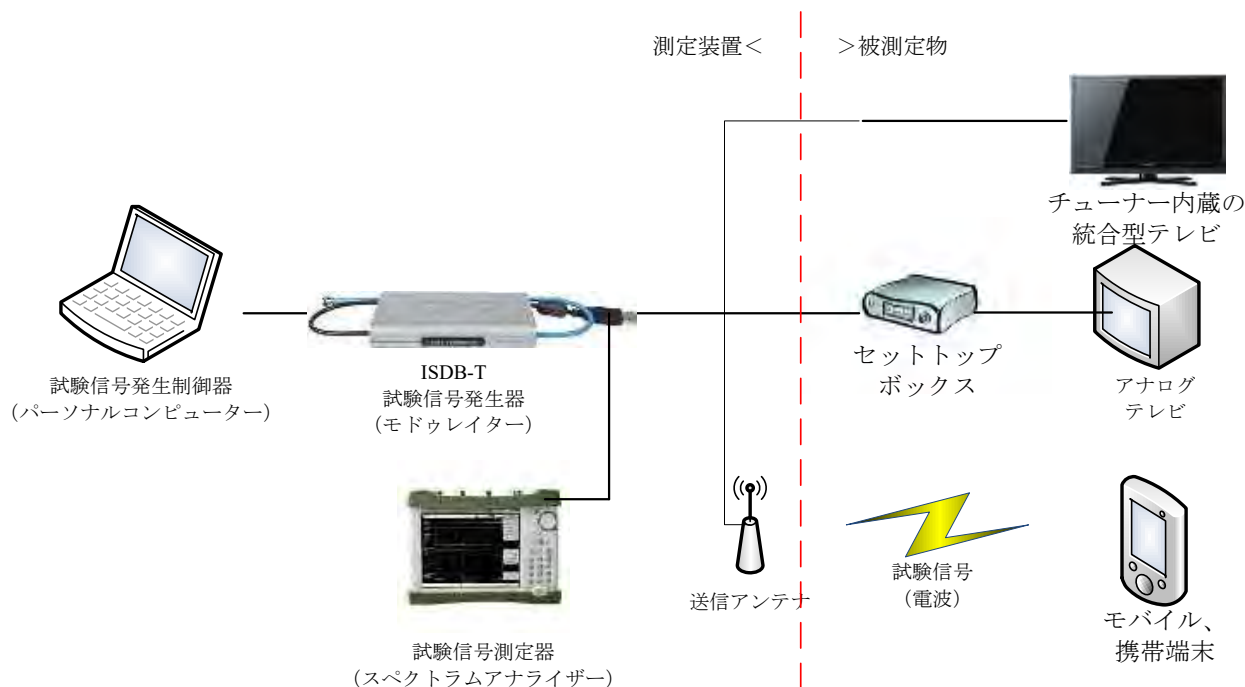 測定装置＜
＞被測定物
チューナー内蔵の
統合型テレビ
試験信号発生制御器
（パーソナルコンピューター）
ISDB-T
試験信号発生器
（モドゥレイター）
セットトップ
ボックス
アナログ
テレビ
送信アンテナ
試験信号
（電波）
モバイル、
携帯端末
試験信号測定器
（スペクトラムアナライザー）